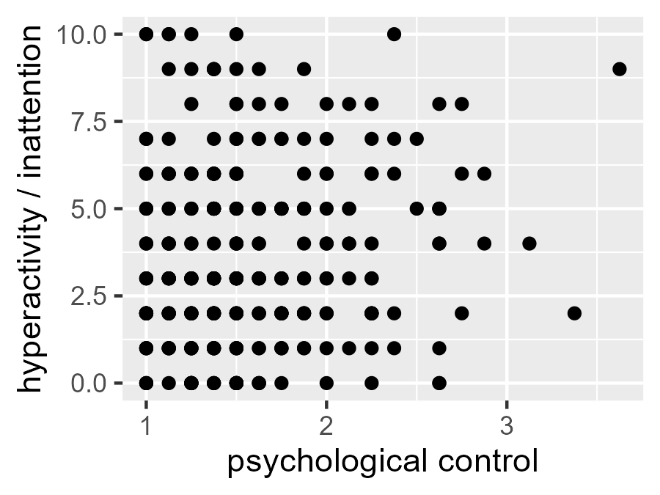 hyperactivity / inattention
10.0
7.5
5.0
2.5
0.0
1 2 3
psychological control